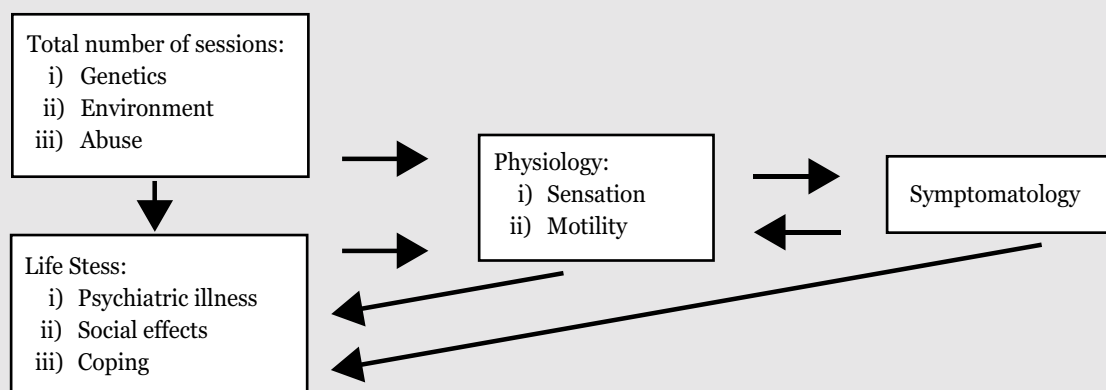 Total number of sessions:
i) Genetics
ii) Environment
iii) Abuse
Physiology:
i) Sensation
ii) Motility
Symptomatology
Life Stess:
i) Psychiatric illness
ii) Social effects
iii) Coping